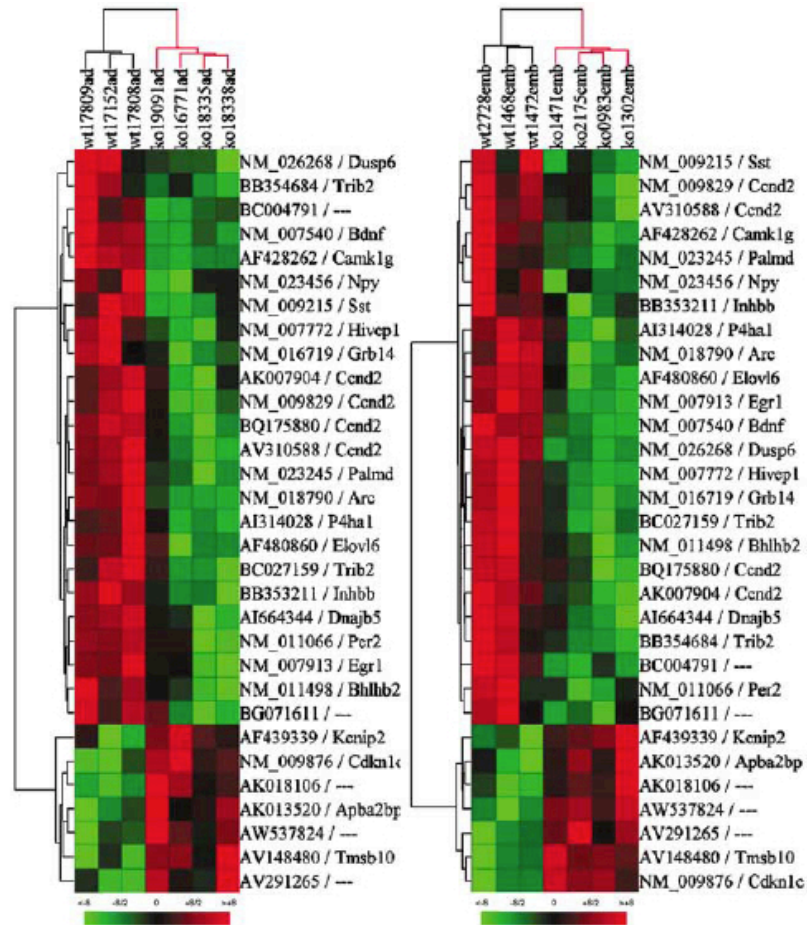 wt17809ad
wt17152ad
wt17808ad
ko19091ad
ko16771ad
ko18335ad
ko18338ad
NM_026268 / Dusp6
BB354684 / Trib2
BC004791 / ---
NM_007540 / Bdnf
AF428262 / Camk1g
NM_023456 / Npy
NM_009215 / Sst
NM_007772 / Hivep1
NM_016719 / Grb14
AK007904 / Ccnd2
NM_009829 / Ccnd2
BQ175880 / Ccnd2
AV310588 / Ccnd2
NM_023245 / Palmd
NM_018790 / Arc
AI314028 / P4ha1
AF480860 / Elovl6
BC027159 / Trib2
BB353211 / Inhbb
AI664344 / Dnajb5
NM_011066 / Per2
NM_007913 / Egr1
NM_011498 / Bhlhb2
BG071611 / ---
AF439339 / Kcnip2
NM_009876 / Cdkn1c
AK018106 / ---
AK013520 / Apba2bp
AW537824 / ---
AV148480 / Tmsb10
AV291265 / ---
0
wt2728emb
wt1468emb
wt1472emb
ko1471emb
ko2175emb
ko0983emb
ko1302emb
NM_009215 / Sst
NM_009829 / Ccnd2
AV310588 / Ccnd2
AF428262 / Camk1g
NM_023245 / Palmd
NM_023456 / Npy
BB353211 / Inhbb
AI314028 / P4ha1
NM_018790 / Arc
AF480860 / Elovl6
NM_007913 / Egr1
NM_007540 / Bdnf
NM_026268 / Dusp6
NM_007772 / Hivep1
NM_016719 / Grb14
BC027159 / Trib2
NM_011498 / Bhlhb2
BQ175880 / Ccnd2
AK007904 / Ccnd2
AI664344 / Dnajb5
BB354684 / Trib2
BC004791 / ---
NM_011066 / Per2
BG071611 / ---
AF439339 / Kcnip2
AK013520 / Apba2bp
AK018106 / ---
AW537824 / ---
AV291265 / ---
AV148480 / Tmsb10
NM_009876 / Cdkn1c
0